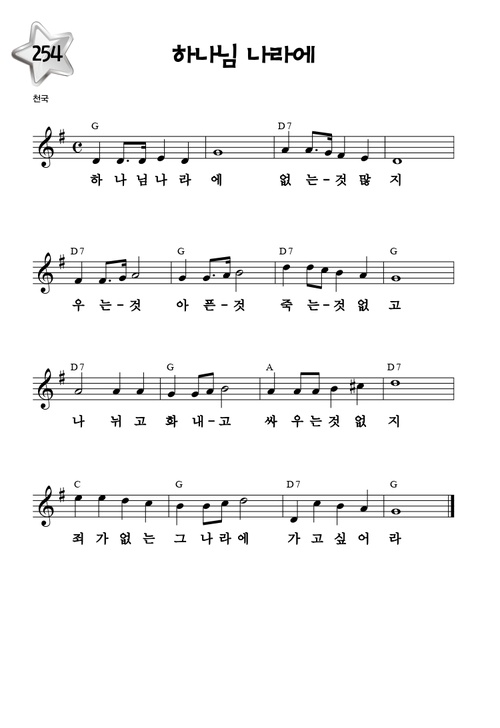 254
하나님 나라에
천국
G D7
하 나 님 나 라 에 없 는-것 많 지
D7 G D7 G
우 는-것 아 픈-것 죽 는-것 없 고
D7 G A D7
나 뉘 고 화 내-고 싸 우 는 것 없 지
C G D7 G
죄 가 없 는 그 나 라 에 가 고 싶 어 라